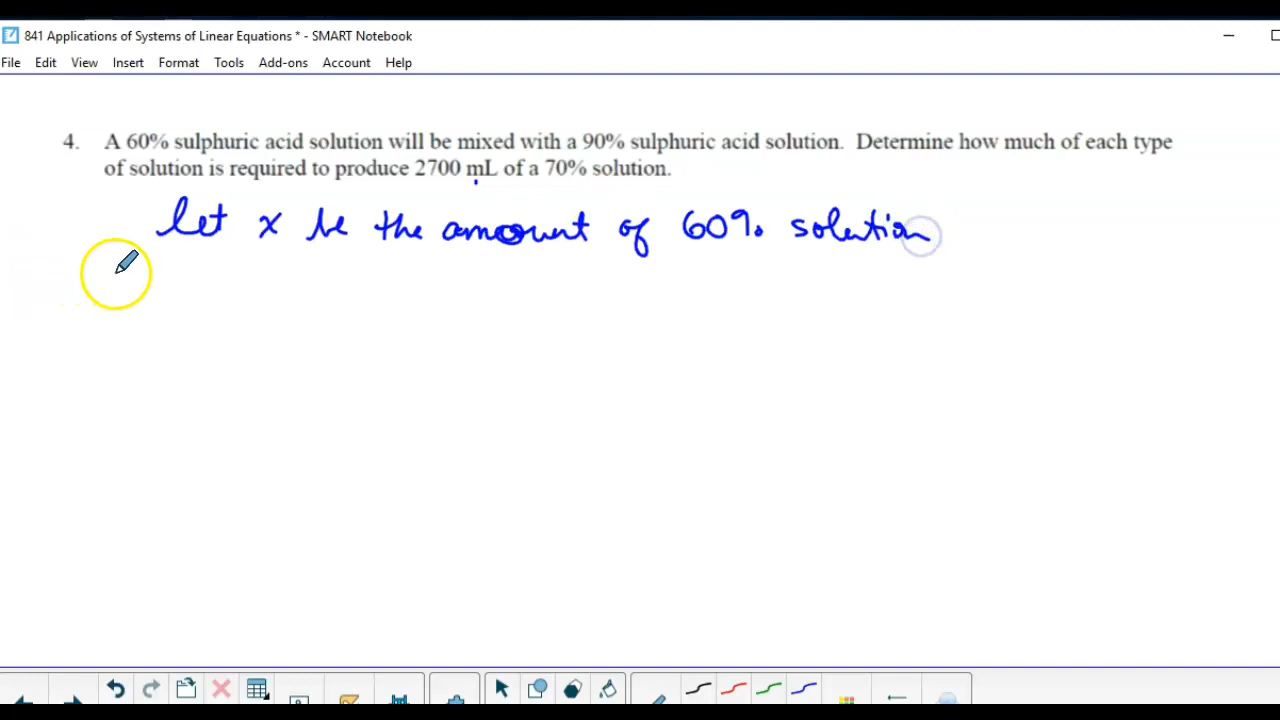 841 Applications of Systems of Linear Equations * - SMART Notebook
File Edit View Insert Format Tools Add-ons Account Help
4. A 60% sulphuric acid solution will be mixed with a 90% sulphuric acid solution. Determine how much of each type
of solution is required to produce 2700 mL of a 70% solution.
let x be the amount of 60% solution